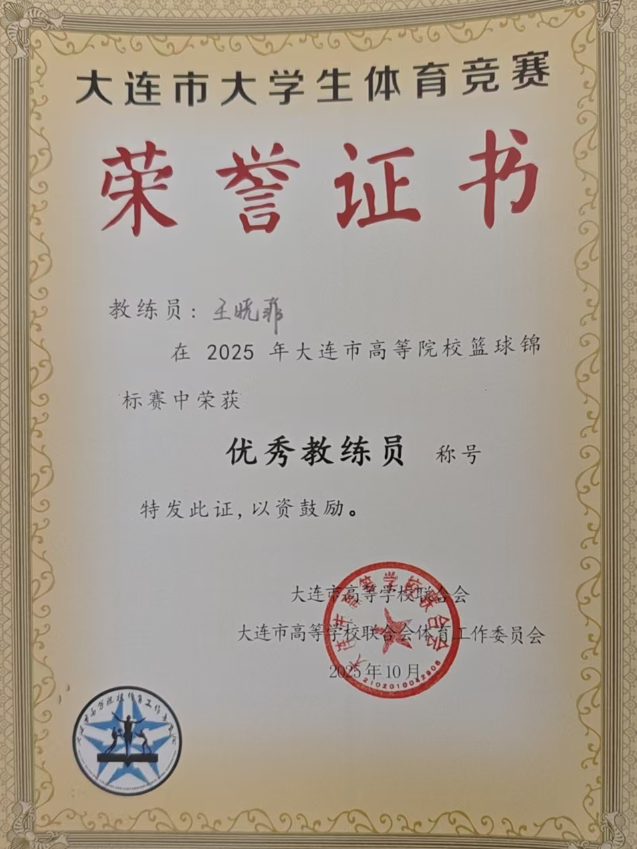 大连市大学生体育竞赛
荣誉证书
教练员：王晓菲
在 2025 年大连市高等院校篮球锦
标赛中荣获
优秀教练员 称号
特发此证，以资鼓励。
大连市高等学校联合会
大连市高等学校联合会体育工作委员会
2025年10月